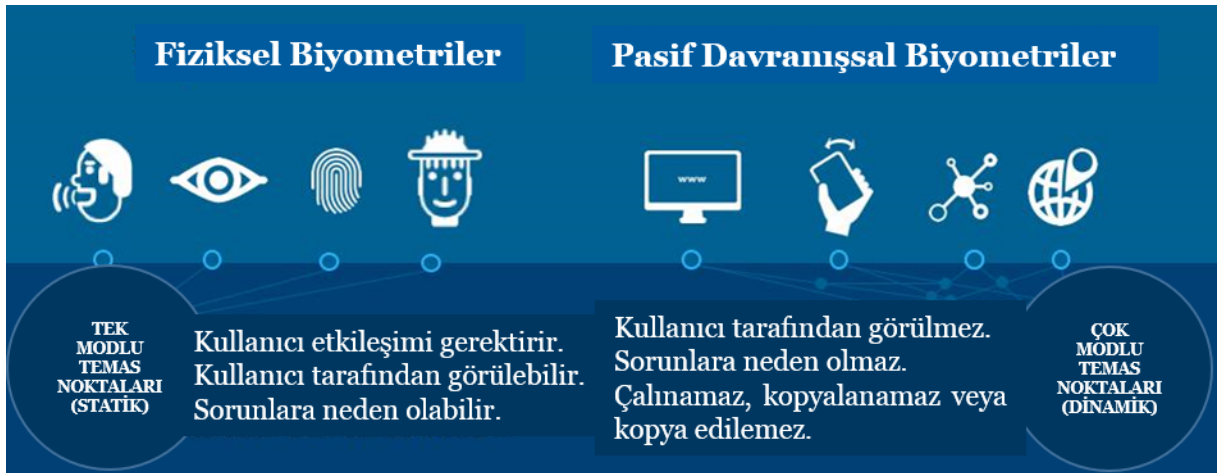 Fiziksel Biyometriler
Pasif Davranışsal Biyometriler
www
TEK
MODLU
TEMAS
NOKTALARI
(STATİK)
Kullanıcı etkileşimi gerektirir.
Kullanıcı tarafından görülebilir.
Sorunlara neden olabilir.
Kullanıcı tarafından görülmez.
Sorunlara neden olmaz.
Çalınamaz, kopyalanamaz veya
kopya edilemez.
ÇOK
MODLU
TEMAS
NOKTALARI
(DİNAMİK)